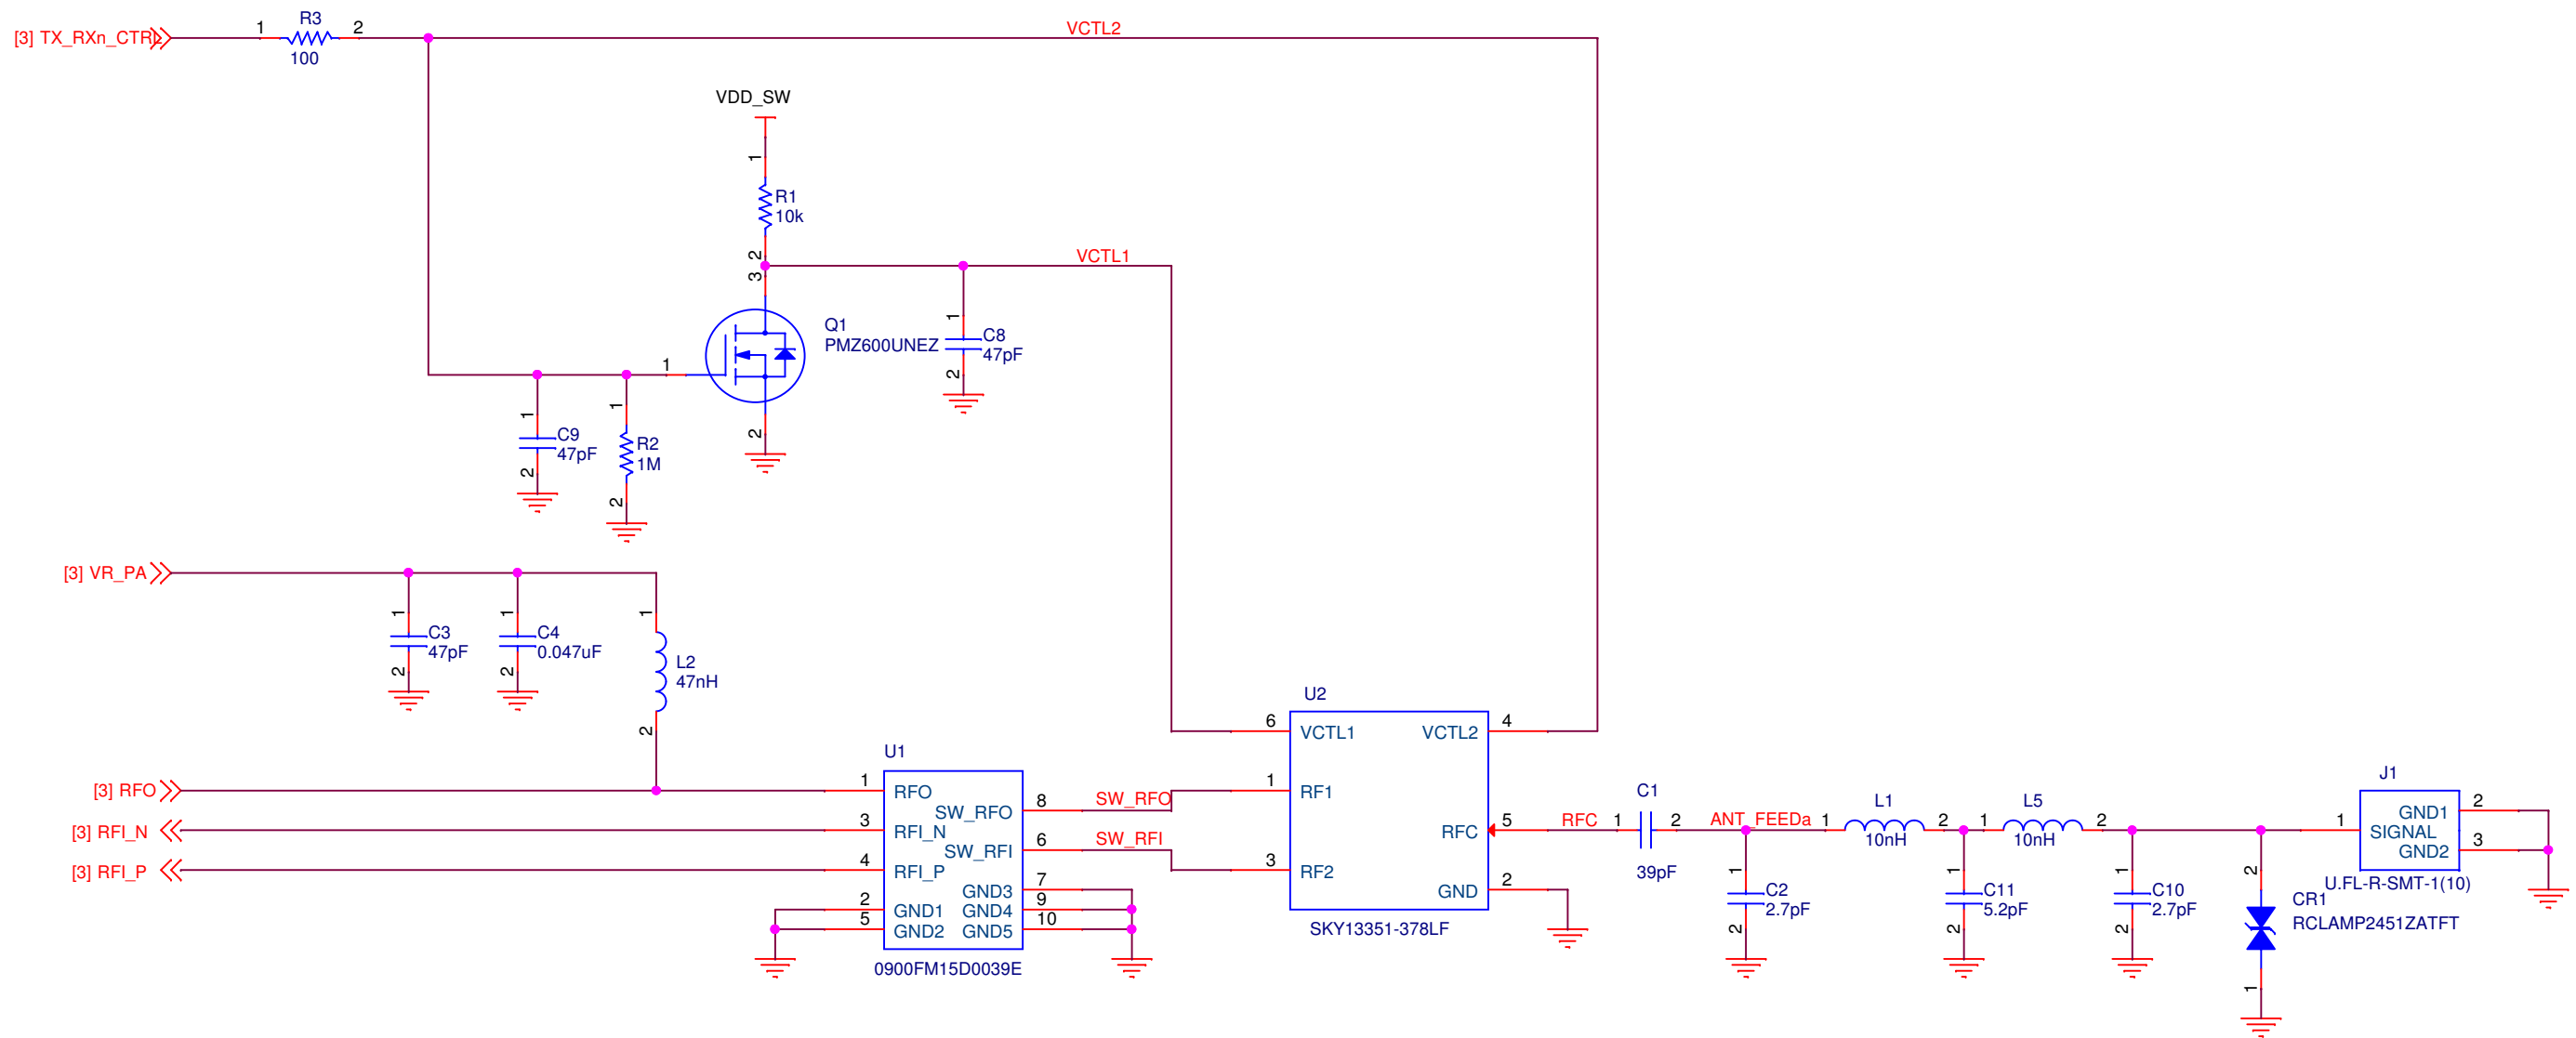 [3] TX_RXn_CTRL
1
R3
2
100
VCTL2
VDD_SW
1
R1
10k
2
3
VCTL1
1
Q1
PMZ600UNEZ
2
1
C8
47pF
2
1
C9
47pF
2
1
R2
1M
2
[3] VR_PA
1
C3
47pF
2
1
C4
0.047uF
2
1
L2
47nH
2
[3] RFO
[3] RFI_N
[3] RFI_P
U1
1
RFO
3
RFI_N
4
RFI_P
2
GND1
5
GND2
8
SW_RFO
6
SW_RFI
7
GND3
9
GND4
10
GND5
0900FM15D0039E
SW_RFO
SW_RFI
U2
6
VCTL1
VCTL2
4
1
RF1
RFC
5
3
RF2
GND
2
SKY13351-378LF
RFC
1
C1
2
39pF
ANT_FEEDa
1
L1
2
10nH
1
L5
2
10nH
1
C2
2.7pF
2
1
C11
5.2pF
2
1
C10
2.7pF
2
2
CR1
RCLAMP2451ZATFT
1
J1
1
GND1
2
SIGNAL
GND2
3
U.FL-R-SMT-1(10)